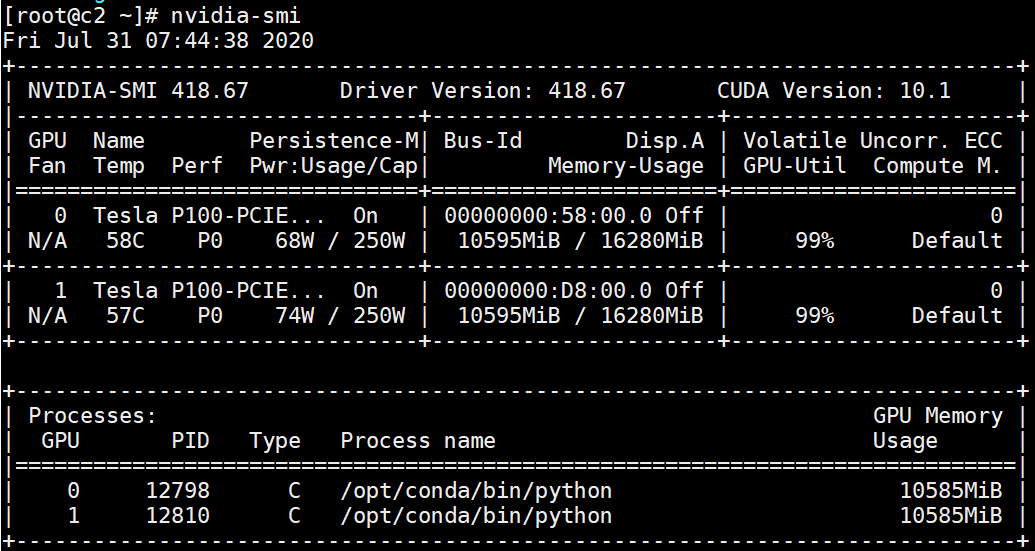 [root@c2 ~]# nvidia-smi
Fri Jul 31 07:44:38 2020
+-----------------------------------------------------------------------------+
| NVIDIA-SMI 418.67       Driver Version: 418.67       CUDA Version: 10.1     |
|-------------------------------+----------------------+----------------------+
| GPU  Name        Persistence-M| Bus-Id        Disp.A | Volatile Uncorr. ECC |
| Fan  Temp  Perf  Pwr:Usage/Cap|         Memory-Usage | GPU-Util  Compute M. |
|===============================+======================+======================|
|   0  Tesla P100-PCIE...  On   | 00000000:58:00.0 Off |                    0 |
| N/A   58C    P0    68W / 250W |  10595MiB / 16280MiB |     99%      Default |
+-------------------------------+----------------------+----------------------+
|   1  Tesla P100-PCIE...  On   | 00000000:D8:00.0 Off |                    0 |
| N/A   57C    P0    74W / 250W |  10595MiB / 16280MiB |     99%      Default |
+-------------------------------+----------------------+----------------------+
+-----------------------------------------------------------------------------+
| Processes:                                                       GPU Memory |
|  GPU       PID   Type   Process name                             Usage      |
|=============================================================================|
|    0     12798      C   /opt/conda/bin/python                      10585MiB |
|    1     12810      C   /opt/conda/bin/python                      10585MiB |
+-----------------------------------------------------------------------------+